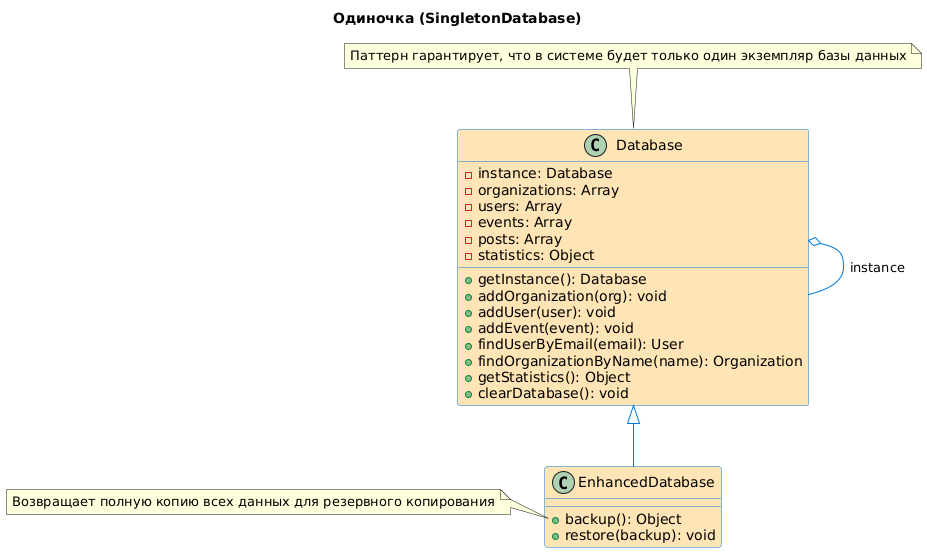 Одиночка (SingletonDatabase)
Паттерн гарантирует, что в системе будет только один экземпляр базы данных
C Database
instance: Database
organizations: Array
users: Array
events: Array
posts: Array
statistics: Object
instance
getInstance(): Database
addOrganization(org): void
addUser(user): void
addEvent(event): void
findUserByEmail(email): User
findOrganizationByName(name): Organization
getStatistics(): Object
clearDatabase(): void
C EnhancedDatabase
Возвращает полную копию всех данных для резервного копирования
backup(): Object
restore(backup): void